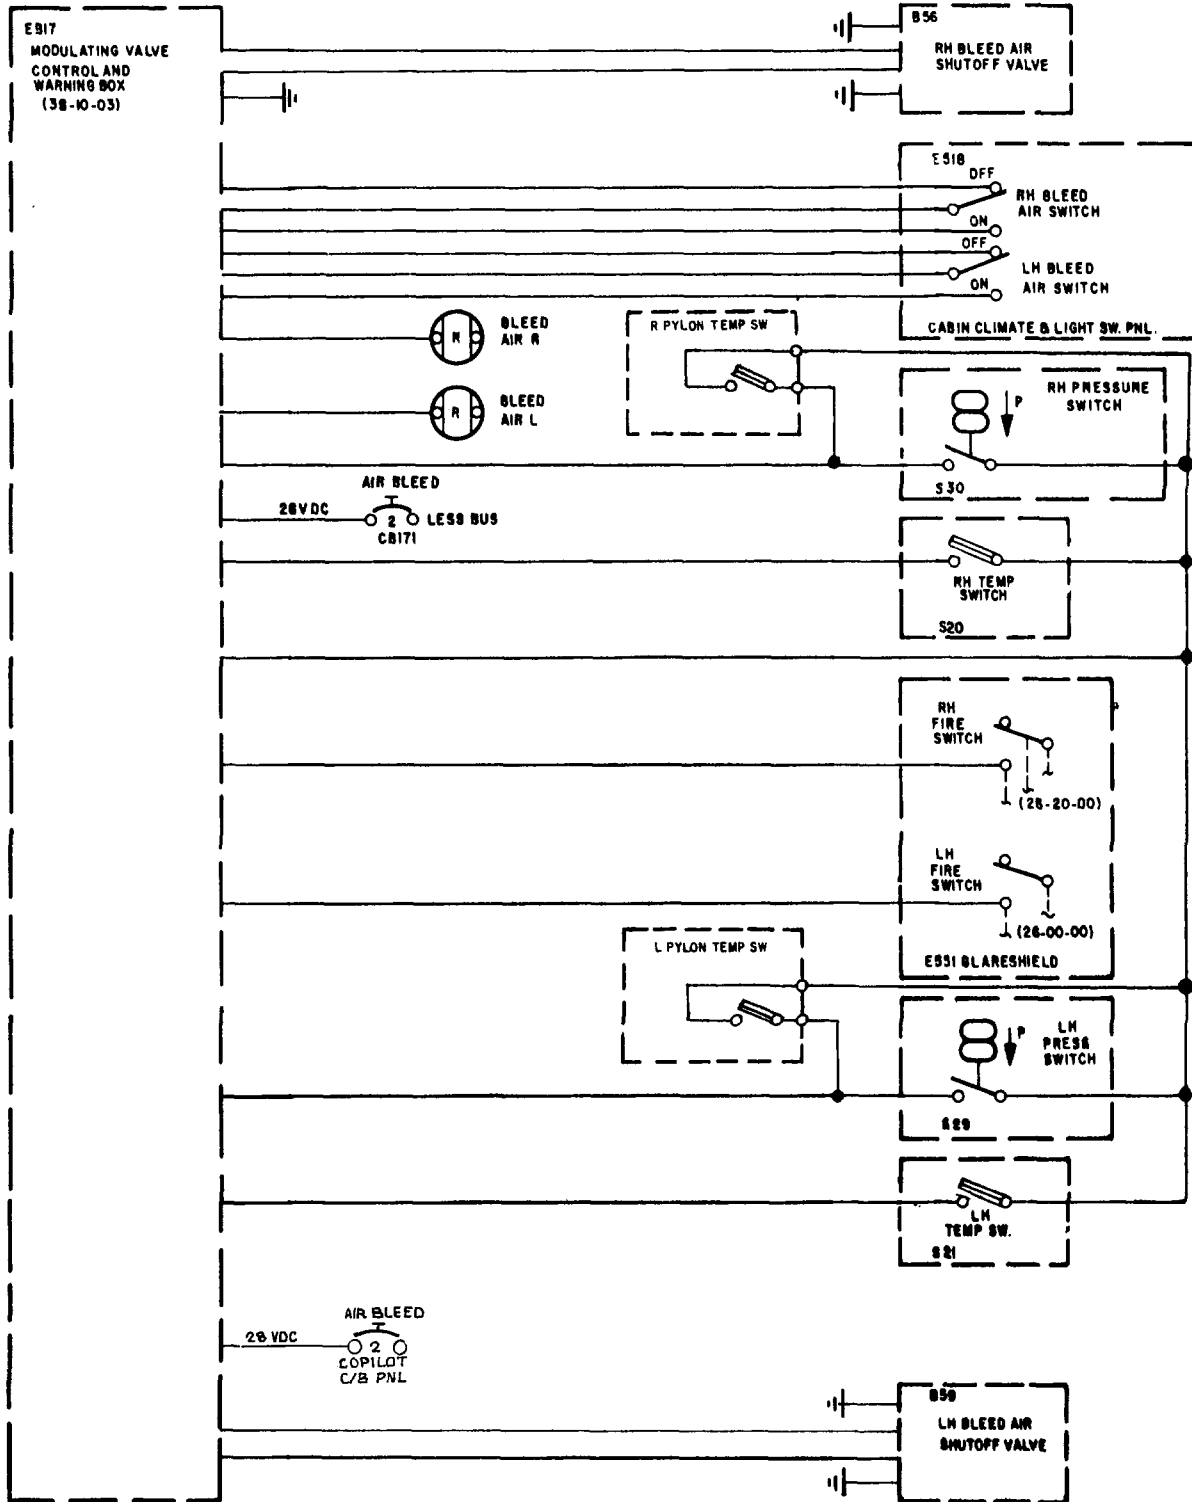 E917
MODULATING VALVE
CONTROL AND
WARNING BOX
(38-10-03)
B56
RH BLEED AIR
SHUTOFF VALVE
E518
OFF
RH BLEED
AIR SWITCH
ON
OFF
LH BLEED
AIR SWITCH
ON
CABIN CLIMATE & LIGHT SW. PNL.
R
BLEED
AIR R
R PYLON TEMP SW
R
BLEED
AIR L
RH PRESSURE
SWITCH
P
S30
AIR BLEED
28VDC
2
LESS BUS
CB171
RH TEMP
SWITCH
S20
RH
FIRE
SWITCH
(26-20-00)
LH
FIRE
SWITCH
(26-00-00)
E531 GLARESHIELD
L PYLON TEMP SW
LH
PRESS
SWITCH
P
S29
LH
TEMP SW.
S21
AIR BLEED
28 VDC
2
COPILOT
C/B PNL
B59
LH BLEED AIR
SHUTOFF VALVE